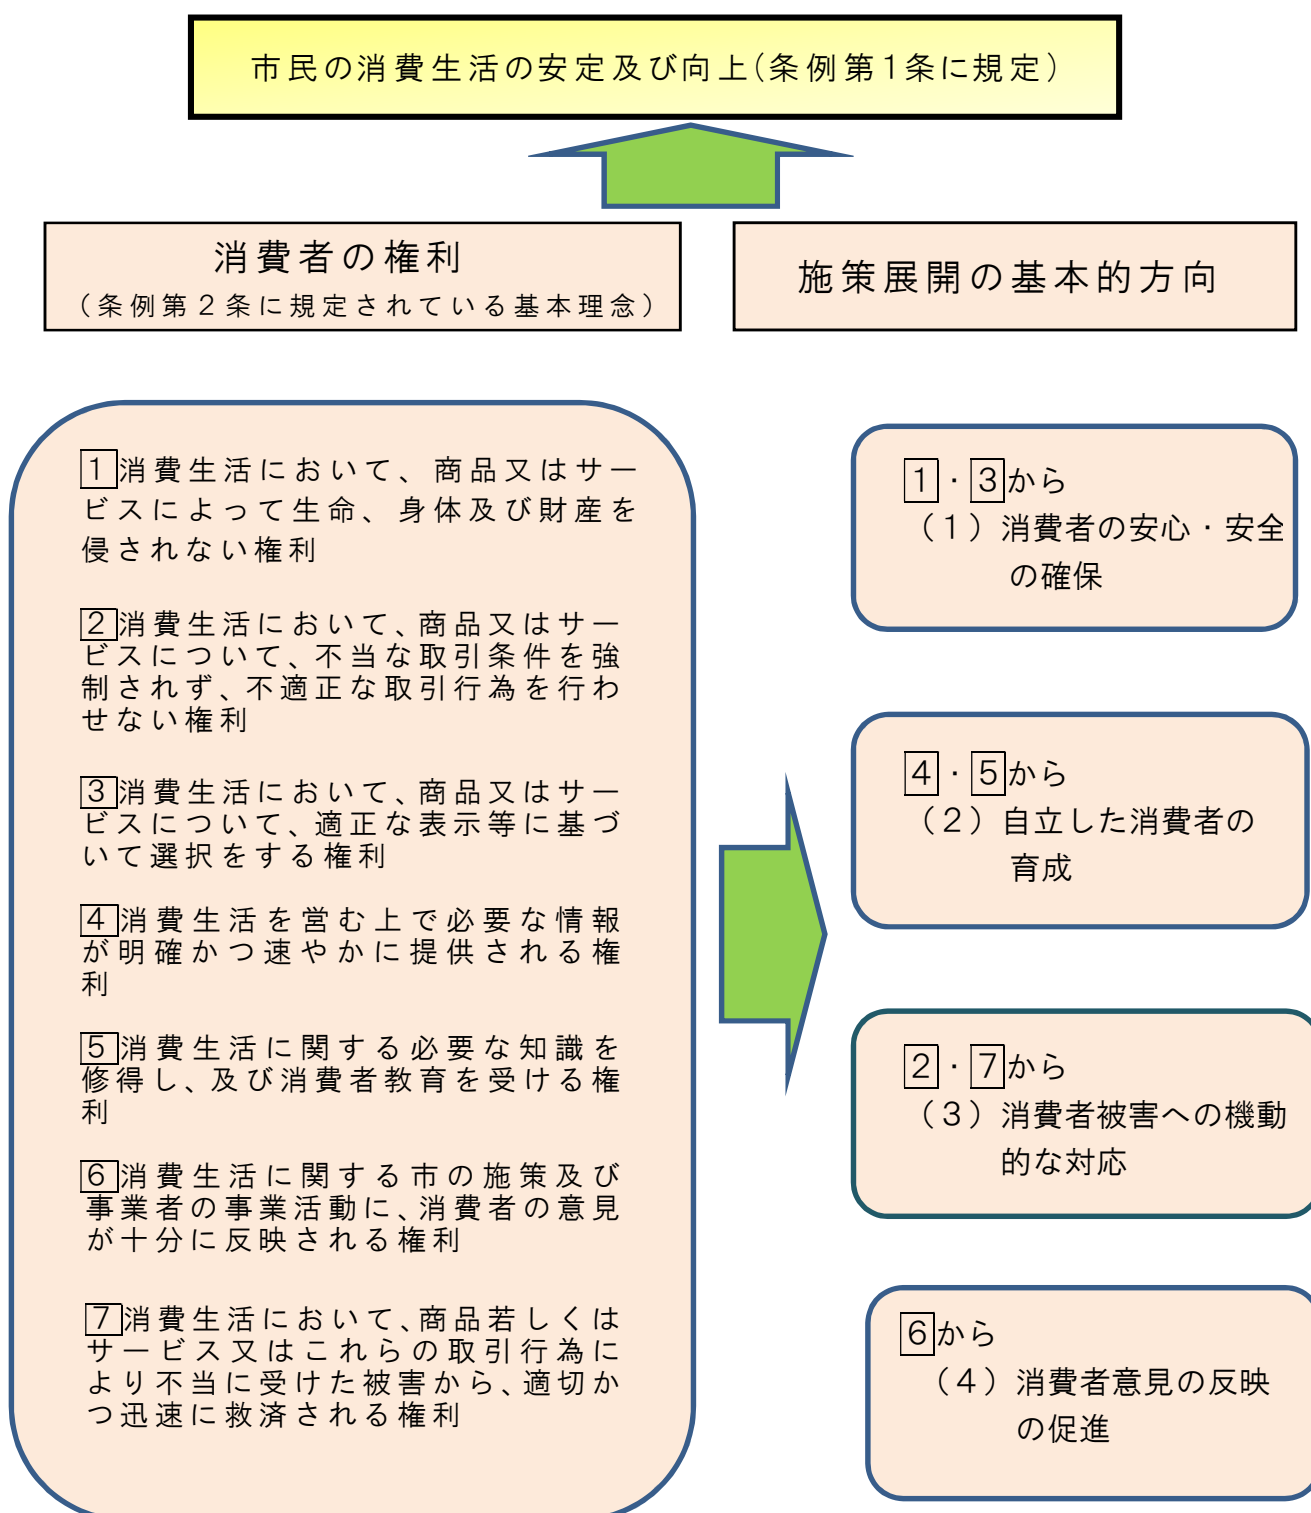 市民の消費生活の安定及び向上(条例第1条に規定)
消費者の権利
(条例第２条に規定されている基本理念)
施策展開の基本的方向
1消費生活において、商品又はサー
ビスによって生命、身体及び財産を
侵されない権利
2消費生活において、商品又はサー
ビスについて、不当な取引条件を強
制されず、不適正な取引行為を行わ
せない権利
3消費生活において、商品又はサー
ビスについて、適正な表示等に基づ
いて選択をする権利
4消費生活を営む上で必要な情報
が明確かつ速やかに提供される権
利
5消費生活に関する必要な知識を
修得し、及び消費者教育を受ける権
利
6消費生活に関する市の施策及び
事業者の事業活動に、消費者の意見
が十分に反映される権利
7消費生活において、商品若しくは
サービス又はこれらの取引行為に
より不当に受けた被害から、適切か
つ迅速に救済される権利
1・3から
（１）消費者の安心・安全
の確保
4・5から
（２）自立した消費者の
育成
2・7から
（３）消費者被害への機動
的な対応
6から
（４）消費者意見の反映
の促進